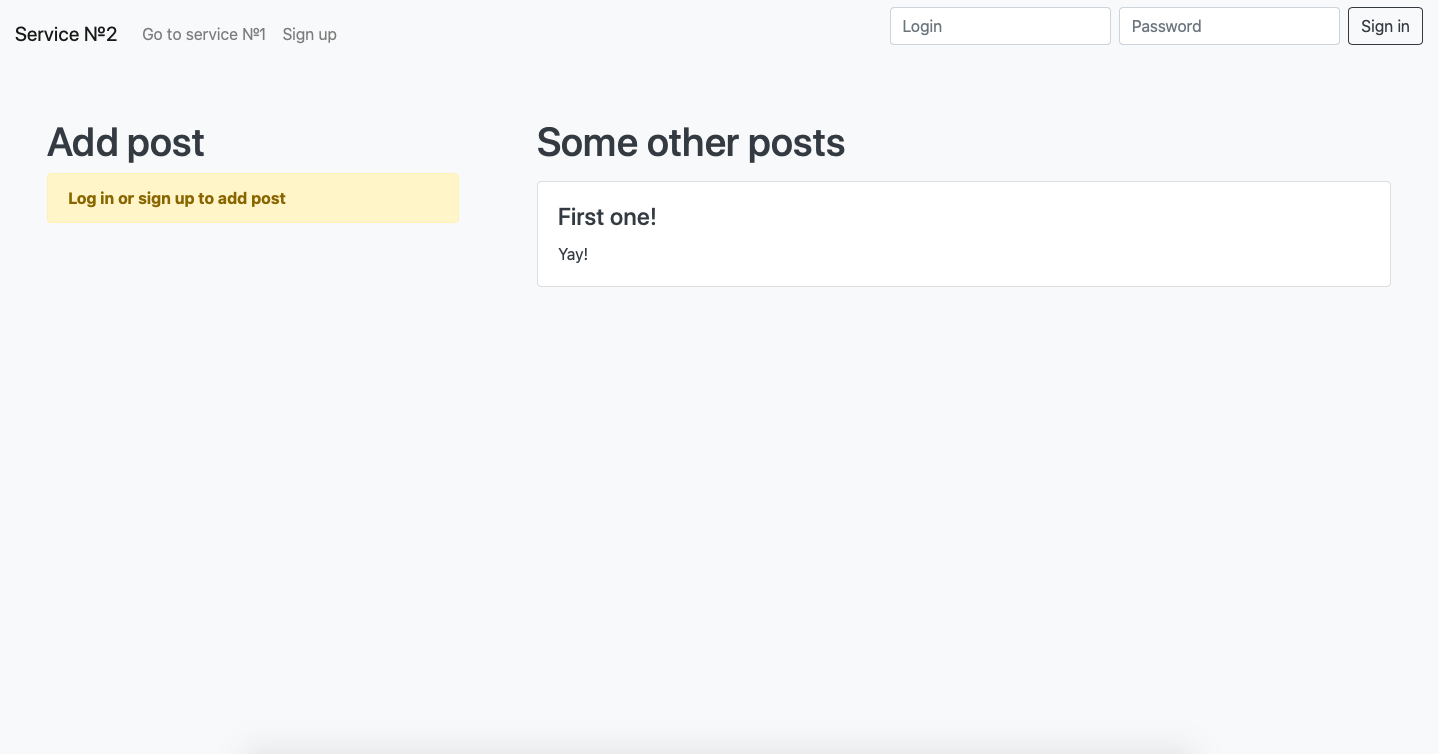 Service №2 Go to service №1 Sign up Login Password Sign in
Add post
Log in or sign up to add post
Some other posts
First one!
Yay!